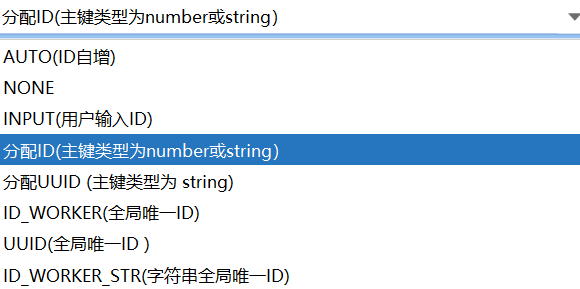 分配ID(主键类型为number或string)
AUTO(ID自增)
NONE
INPUT(用户输入ID)
分配ID(主键类型为number或string)
分配UUID (主键类型为 string)
ID_WORKER(全局唯一ID)
UUID(全局唯一ID )
ID_WORKER_STR(字符串全局唯一ID)